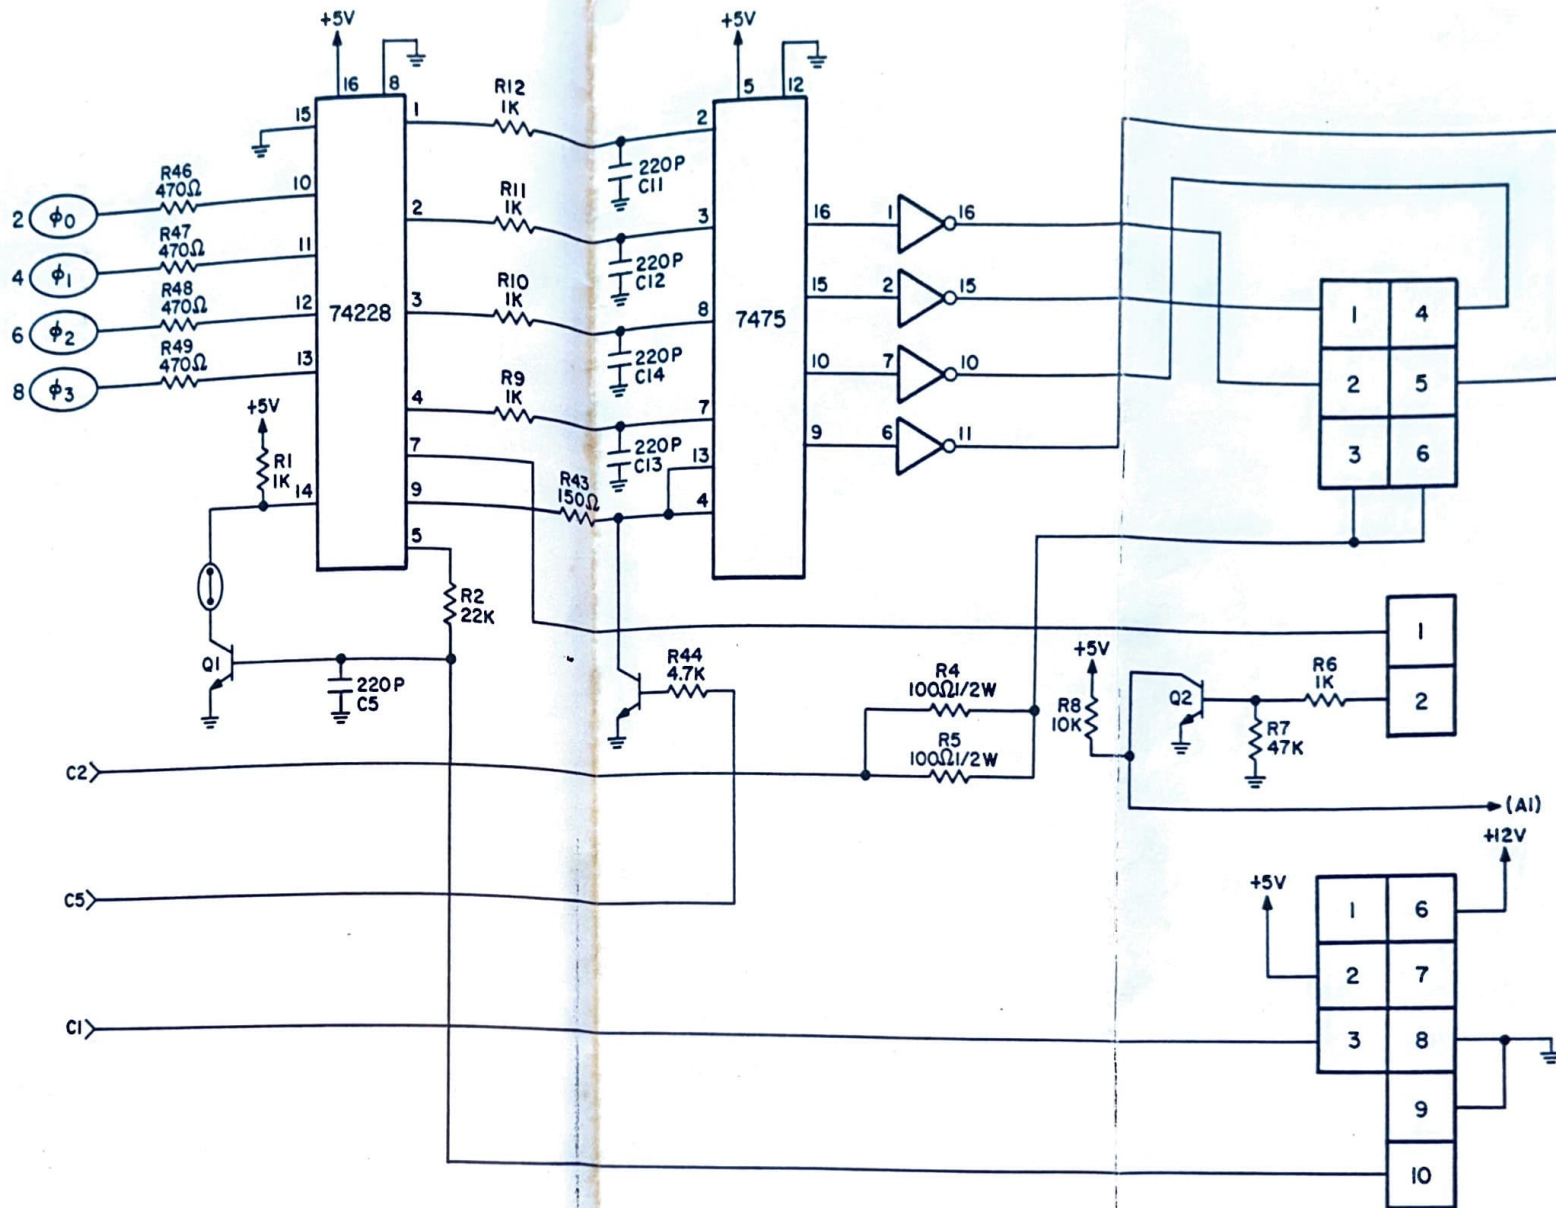 +5V
16
8
15
1
R12
1K
220P
C11
2 ϕ0
R46
470Ω
10
4 ϕ1
R47
470Ω
11
6 ϕ2
R48
470Ω
12
8 ϕ3
R49
470Ω
13
74228
2
R11
1K
220P
C12
3
R10
1K
220P
C14
4
R9
1K
220P
C13
7
9
R43
150Ω
5
+5V
R1
1K
14
Q1
R2
22K
220P
C5
R44
4.7K
+5V
5
12
2
3
8
7
13
4
7475
16
1
16
15
2
15
10
7
10
9
6
11
1
4
2
5
3
6
R4
100Ω1/2W
R5
100Ω1/2W
+5V
R8
10K
Q2
R6
1K
R7
47K
1
2
(A1)
C2
C5
C1
+12V
+5V
1
6
2
7
3
8
9
10